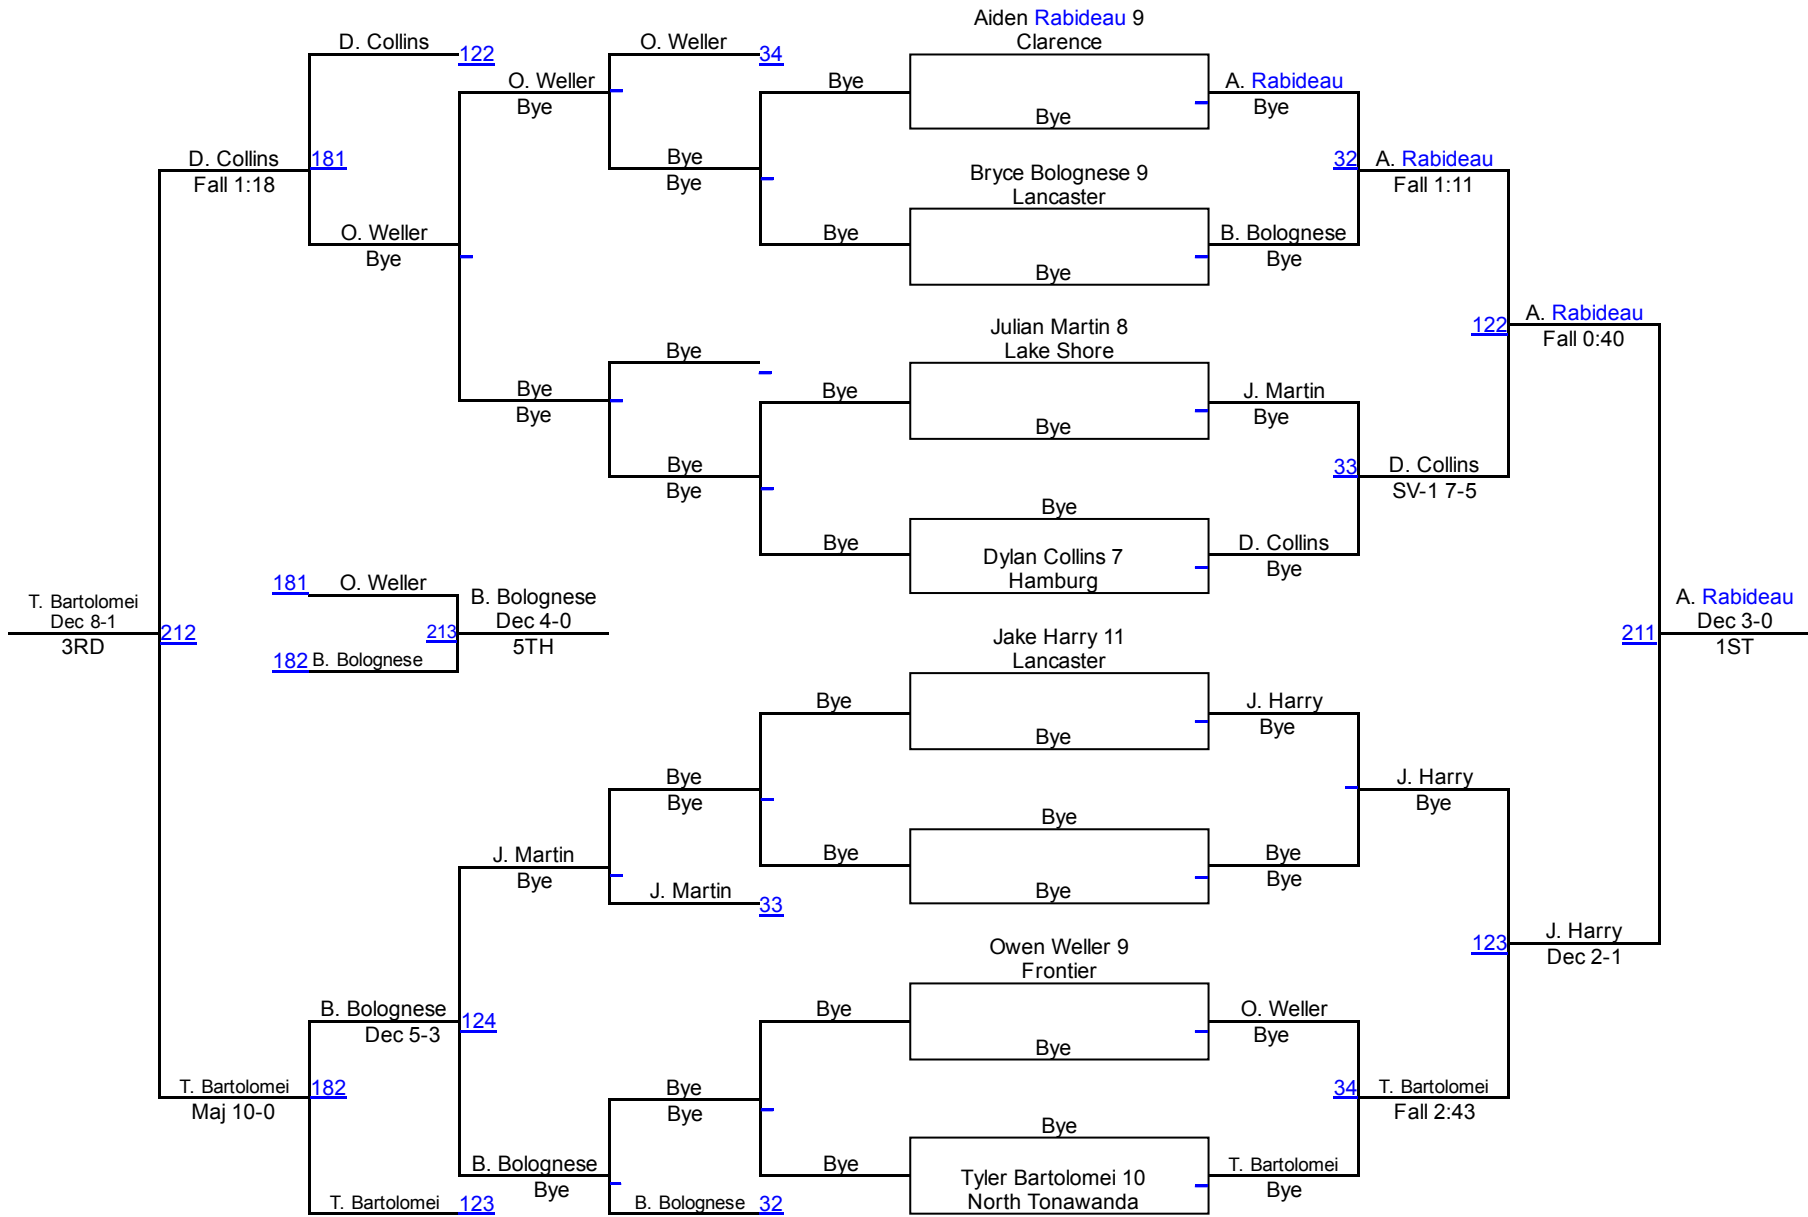 Aiden Rabideau 9
Clarence
D. Collins
122
O. Weller
34
O. Weller
Bye
Bye
A. Rabideau
Bye
Bye
D. Collins
181
Fall 1:18
Bye
Bye
Bryce Bolognese 9
Lancaster
32
A. Rabideau
Fall 1:11
O. Weller
Bye
Bye
Bye
B. Bolognese
Bye
Julian Martin 8
Lake Shore
A. Rabideau
122
Fall 0:40
Bye
Bye
Bye
Bye
J. Martin
Bye
Bye
Bye
Bye
33
D. Collins
SV-1 7-5
Bye
Bye
Dylan Collins 7
Hamburg
D. Collins
Bye
181
O. Weller
T. Bartolomei
Dec 8-1
3RD
212
B. Bolognese
Dec 4-0
5TH
213
182
B. Bolognese
A. Rabideau
Dec 3-0
1ST
211
Jake Harry 11
Lancaster
Bye
Bye
J. Harry
Bye
Bye
Bye
J. Harry
Bye
Bye
Bye
Bye
Bye
Bye
J. Martin
Bye
J. Martin
33
Owen Weller 9
Frontier
123
J. Harry
Dec 2-1
B. Bolognese
Dec 5-3
124
Bye
Bye
O. Weller
Bye
T. Bartolomei
Maj 10-0
182
Bye
Bye
34
T. Bartolomei
Fall 2:43
Bye
B. Bolognese
Bye
Bye
Tyler Bartolomei 10
North Tonawanda
T. Bartolomei
Bye
T. Bartolomei
123
B. Bolognese
32